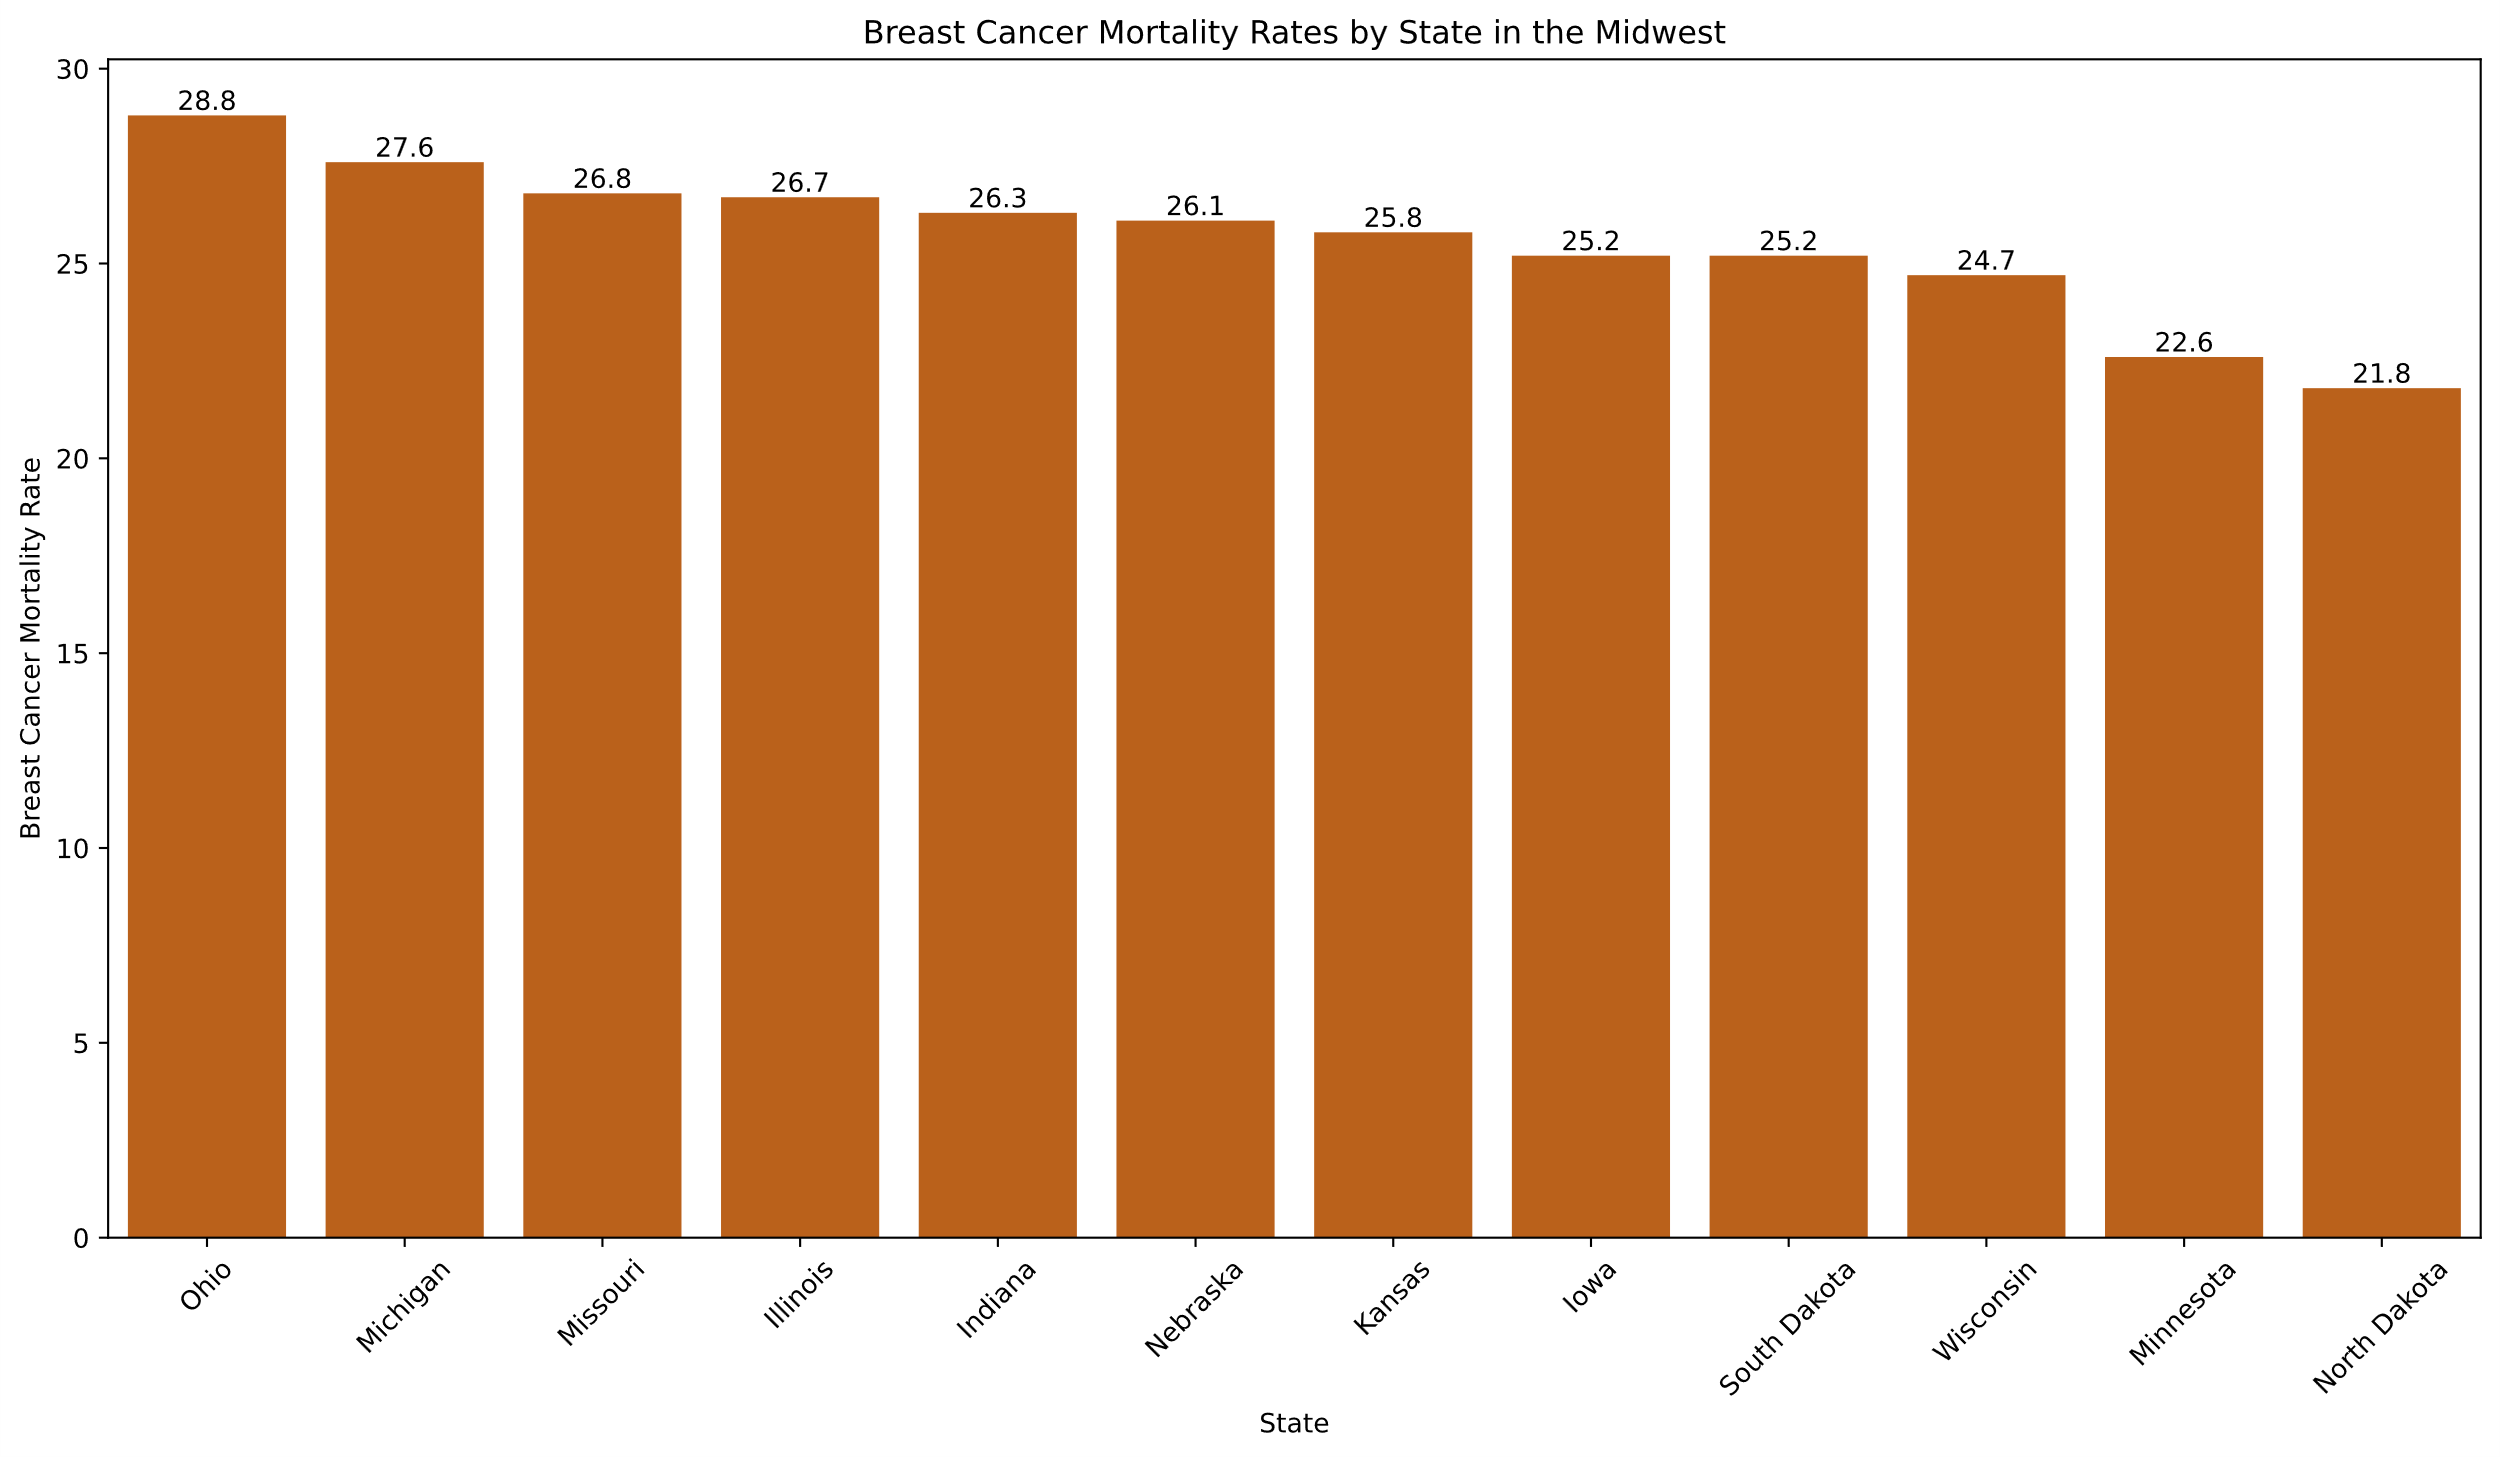 Breast Cancer Mortality Rates by State in the Midwest
Breast Cancer Mortality Rate
30
25
20
15
10
5
0
28.8
27.6
26.8
26.7
26.3
26.1
25.8
25.2
25.2
24.7
22.6
21.8
Ohio
Michigan
Missouri
Illinois
Indiana
Nebraska
Kansas
Iowa
South Dakota
Wisconsin
Minnesota
North Dakota
State